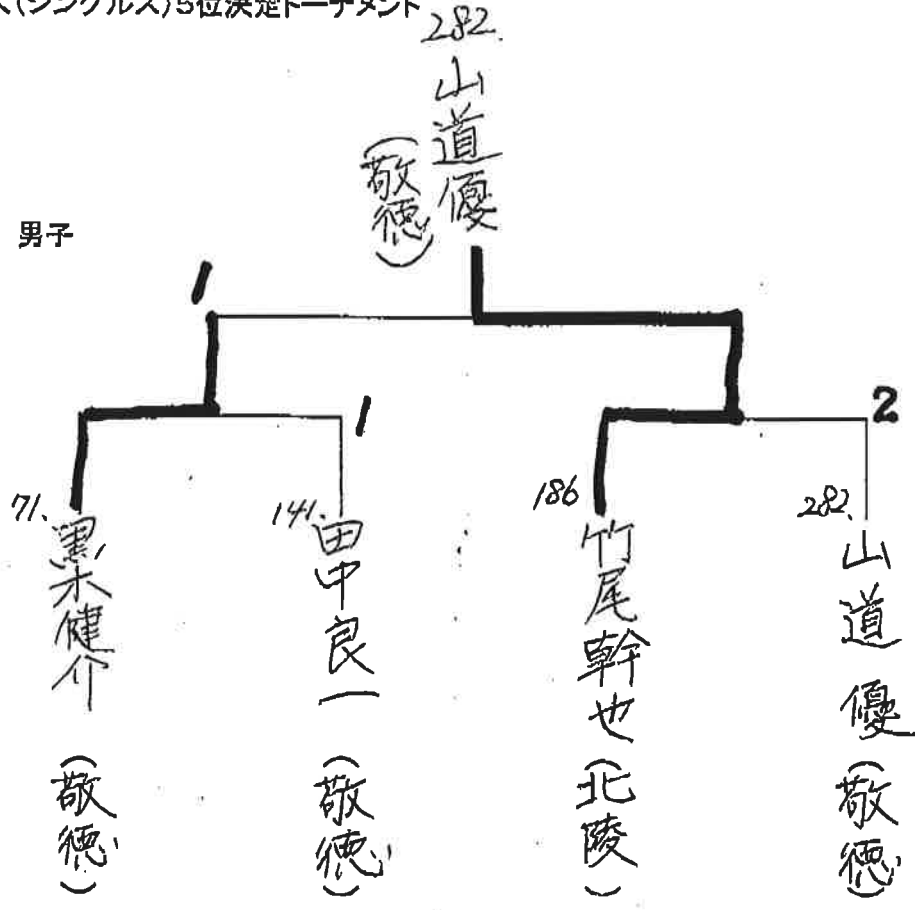 (シングルス)5位決定トーナメント
282.
山道優
(敬徳)
男子
1
1
2
71.
黒木健介
(敬徳)
141.
田中良一
(敬徳)
186
竹尾幹也
(北陵)
282.
山道優
(敬徳)